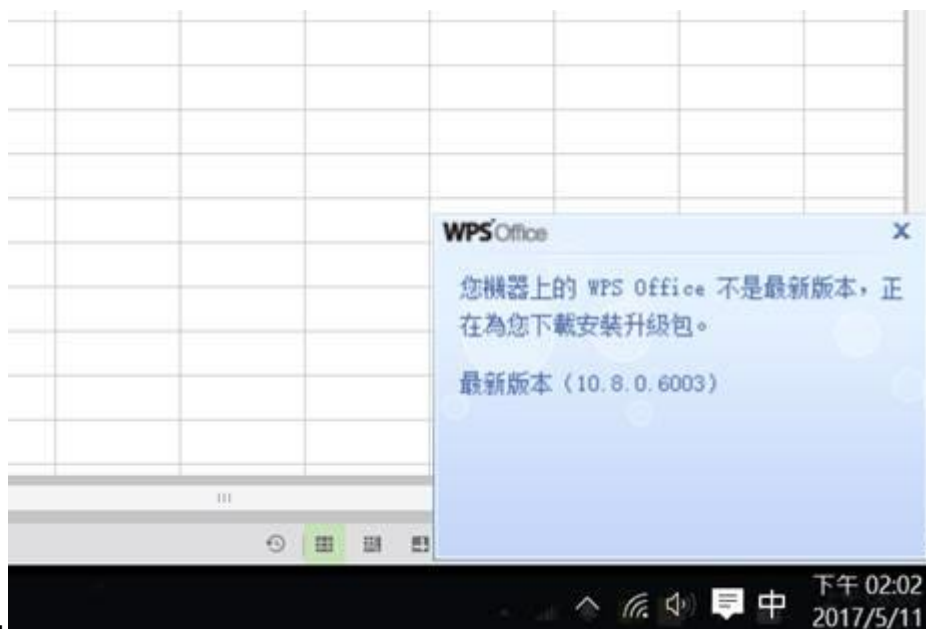 WPS Office
您機器上的 WPS Office 不是最新版本，正
在為您下載安裝升級包。
最新版本 (10.8.0.6003)
中
下午 02:02
2017/5/11